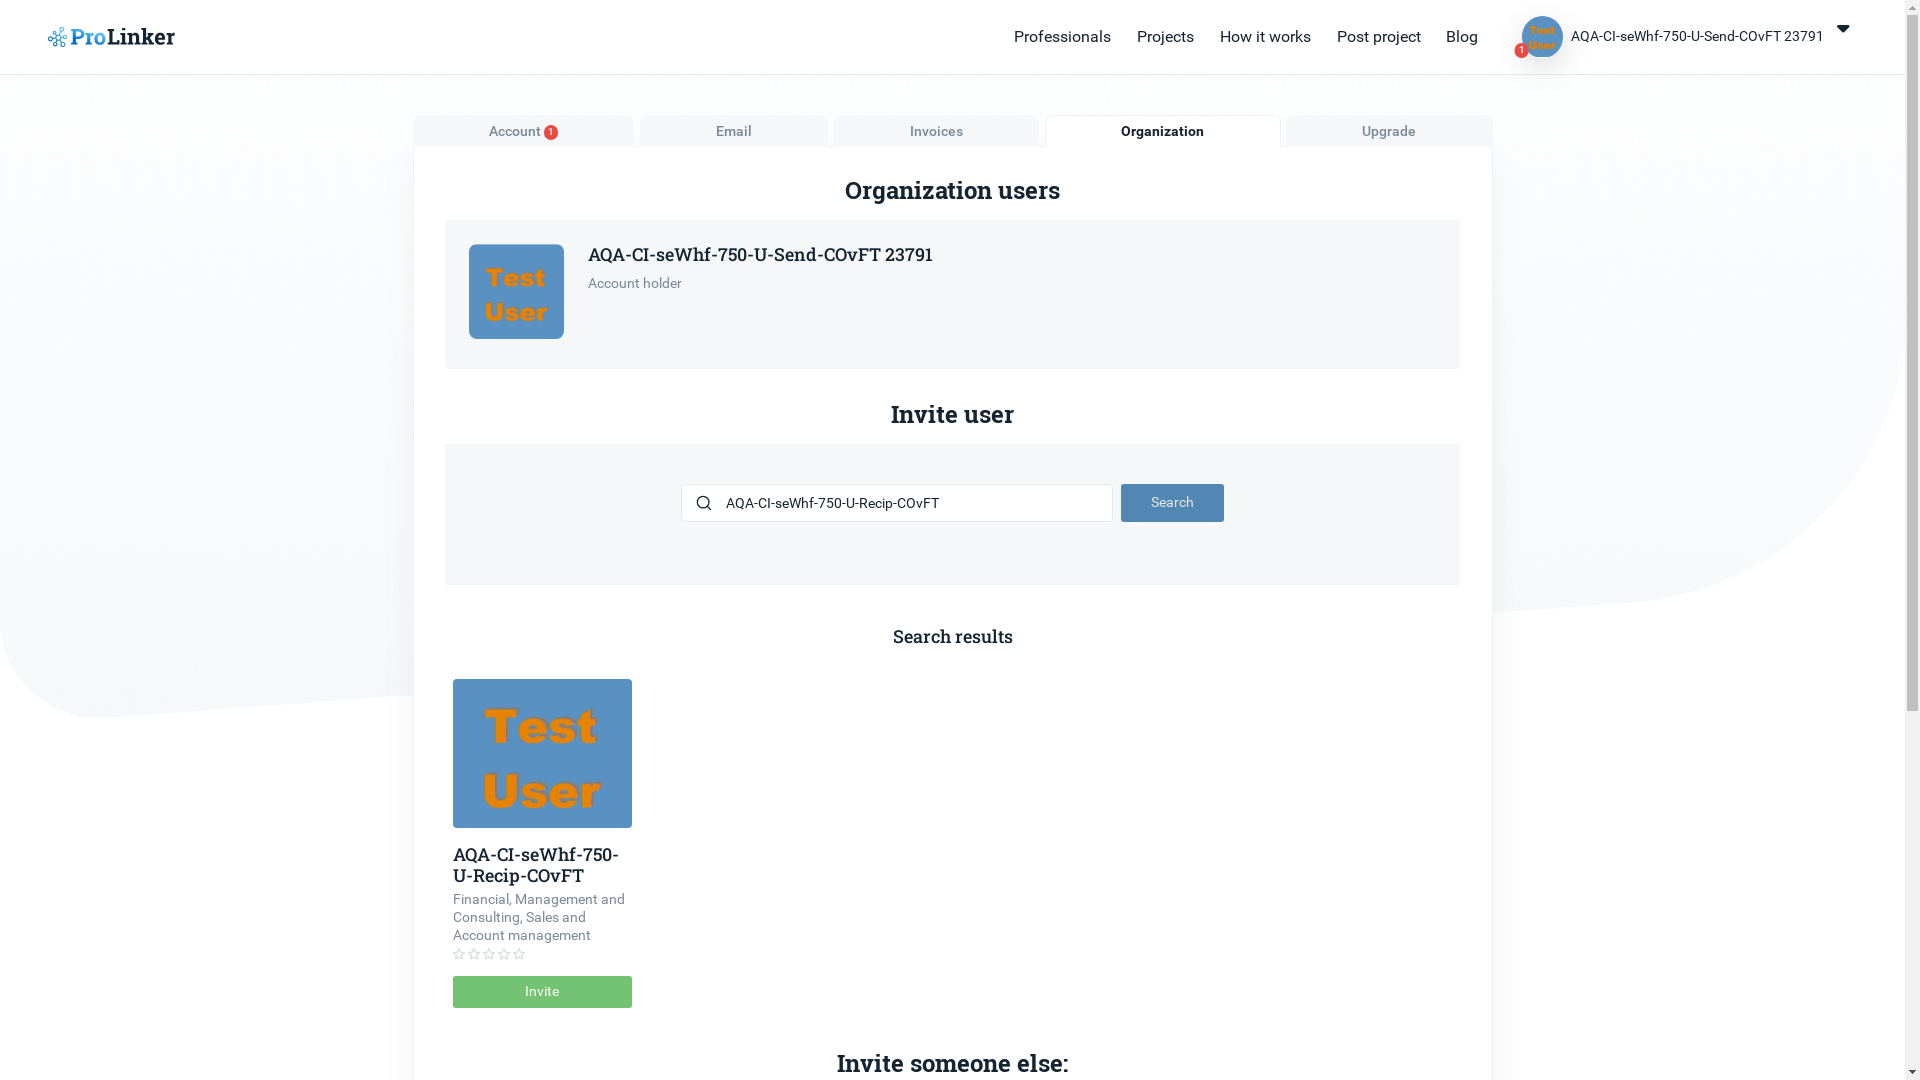 ProLinker
Professionals
Projects
How it works
Post project
Blog
Test
User
1
AQA-CI-seWhf-750-U-Send-COvFT 23791
Account 1
Email
Invoices
Organization
Upgrade
Organization users
Test
User
AQA-CI-seWhf-750-U-Send-COvFT 23791
Account holder
Invite user
AQA-CI-seWhf-750-U-Recip-COvFT
Search
Search results
Test
User
AQA-CI-seWhf-750-
U-Recip-COvFT
Financial, Management and
Consulting, Sales and
Account management
Invite
Invite someone else: